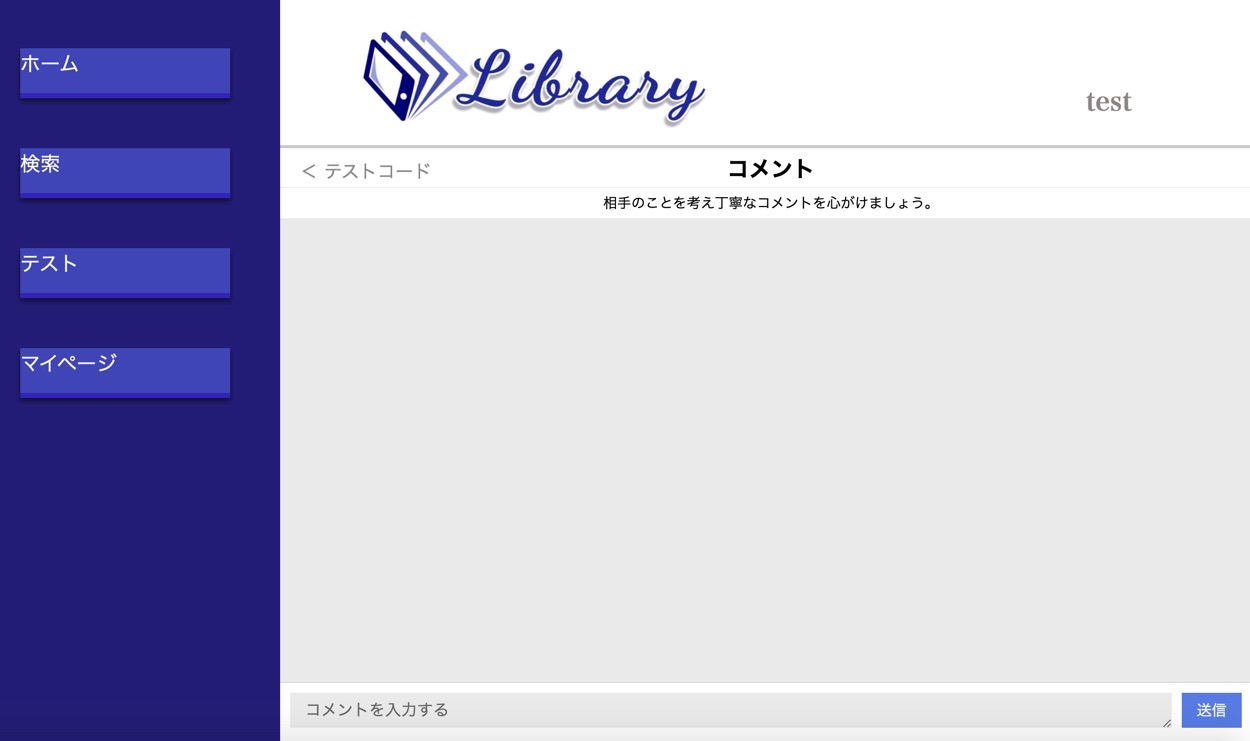 ホーム
検索
テスト
マイページ
Library
test
< テストコード
コメント
相手のことを考え丁寧なコメントを心がけましょう。
コメントを入力する
送信